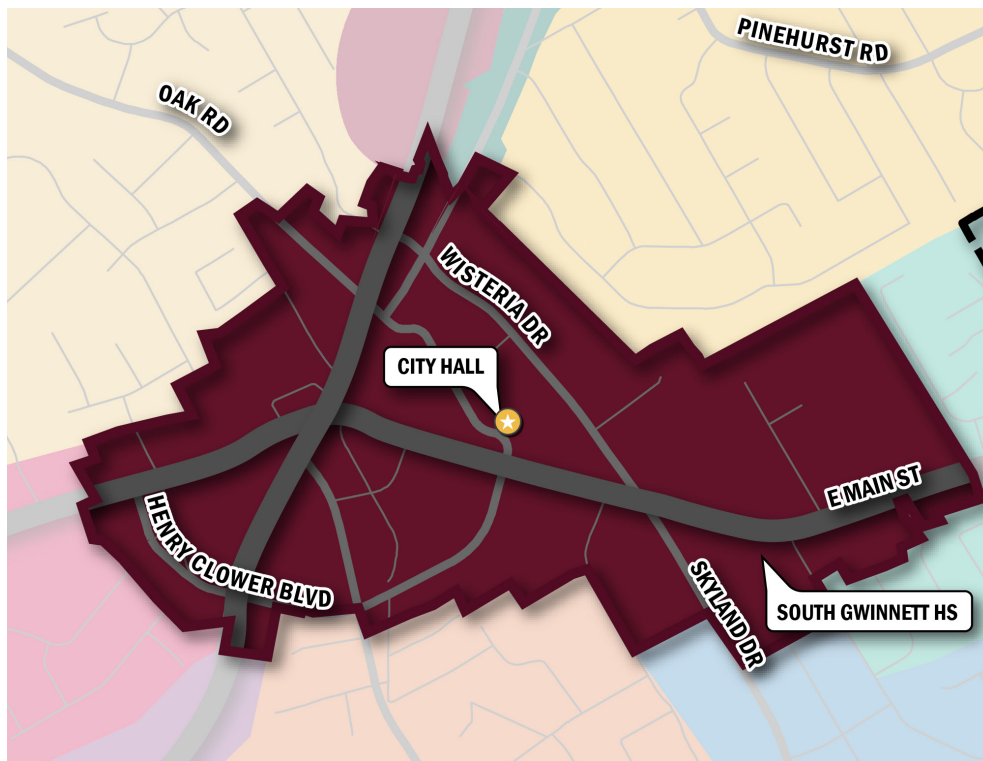 PINEHURST RD
OAK RD
WISTERIA DR
CITY HALL
E MAIN ST
HENRY CLOWER BLVD
SKYLAND DR
SOUTH GWINNETT HS